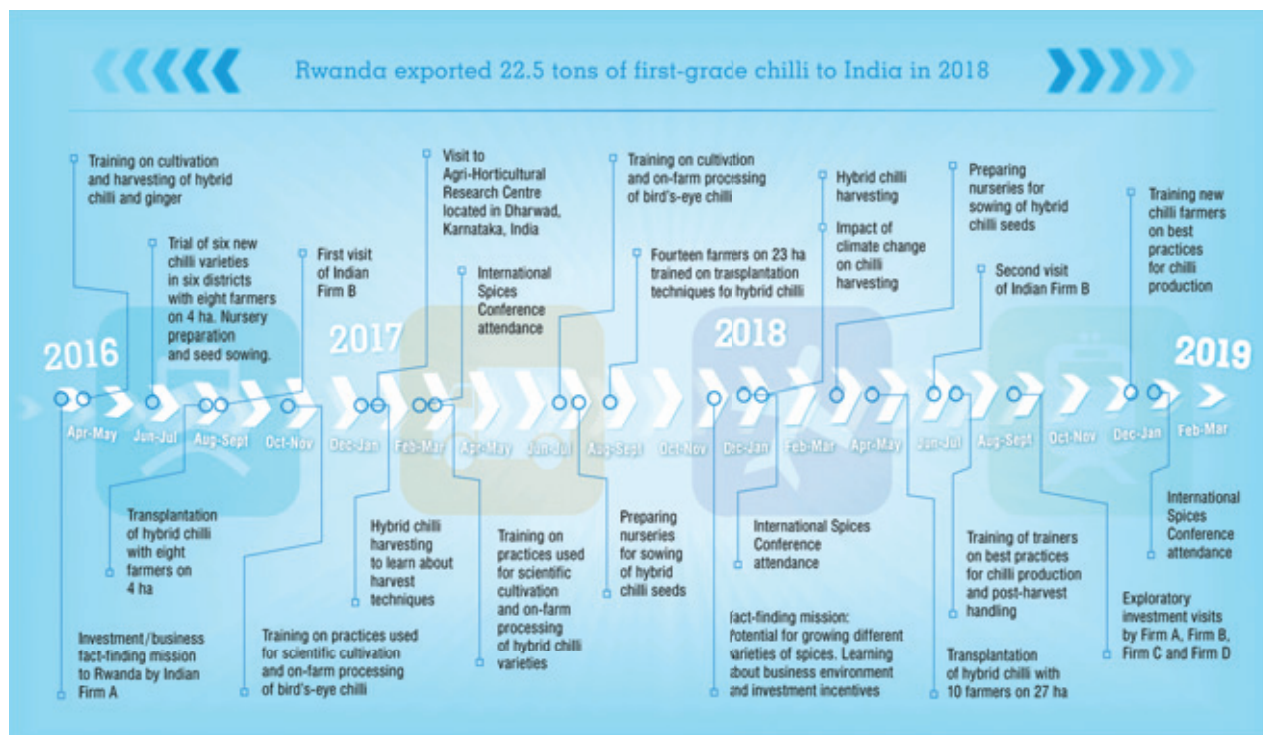 Rwanda exported 22.5 tons of first-grade chilli to India in 2018
Training on cultivation
and harvesting of hybrid
chilli and ginger
Trial of six new
chilli varieties
in six districts
with eight farmers
on 4 ha. Nursery
preparation
and seed sowing.
First visit
of Indian
Firm B
Visit to
Agri-Horticultural
Research Centre
located in Dharwad,
Karnataka, India
International
Spices
Conference
attendance
Training on cultivation
and on-farm processing
of bird's-eye chilli
Fourteen farmers on 23 ha
trained on transplantation
techniques for hybrid chilli
Hybrid chilli
harvesting
Impact of
climate change
on chilli
harvesting
Preparing
nurseries for
sowing of hybrid
chilli seeds
Second visit
of Indian Firm B
Training new
chilli farmers
on best
practices
for chilli
production
2016
2017
2018
2019
Apr-May
Jun-Jul
Aug-Sept
Oct-Nov
Dec-Jan
Feb-Mar
Apr-May
Jun-Jul
Aug-Sept
Oct-Nov
Dec-Jan
Feb-Mar
Apr-May
Jun-Jul
Aug-Sept
Oct-Nov
Dec-Jan
Feb-Mar
Investment/business
fact-finding mission
to Rwanda by Indian
Firm A
Transplantation
of hybrid chilli
with eight
farmers on
4 ha
Training on practices used
for scientific cultivation
and on-farm processing
of bird's-eye chilli
Hybrid chilli
harvesting
to learn about
harvest
techniques
Training on
practices used
for scientific
cultivation
and on-farm
processing
of hybrid chilli
varieties
Preparing
nurseries
for sowing
of hybrid
chilli seeds
fact-finding mission:
Potential for growing different
varieties of spices. Learning
about business environment
and investment incentives
International Spices
Conference
attendance
Transplantation
of hybrid chilli with
10 farmers on 27 ha
Training of trainers
on best practices
for chilli production
and post-harvest
handling
Exploratory
investment visits
by Firm A, Firm B,
Firm C and Firm D
International
Spices
Conference
attendance